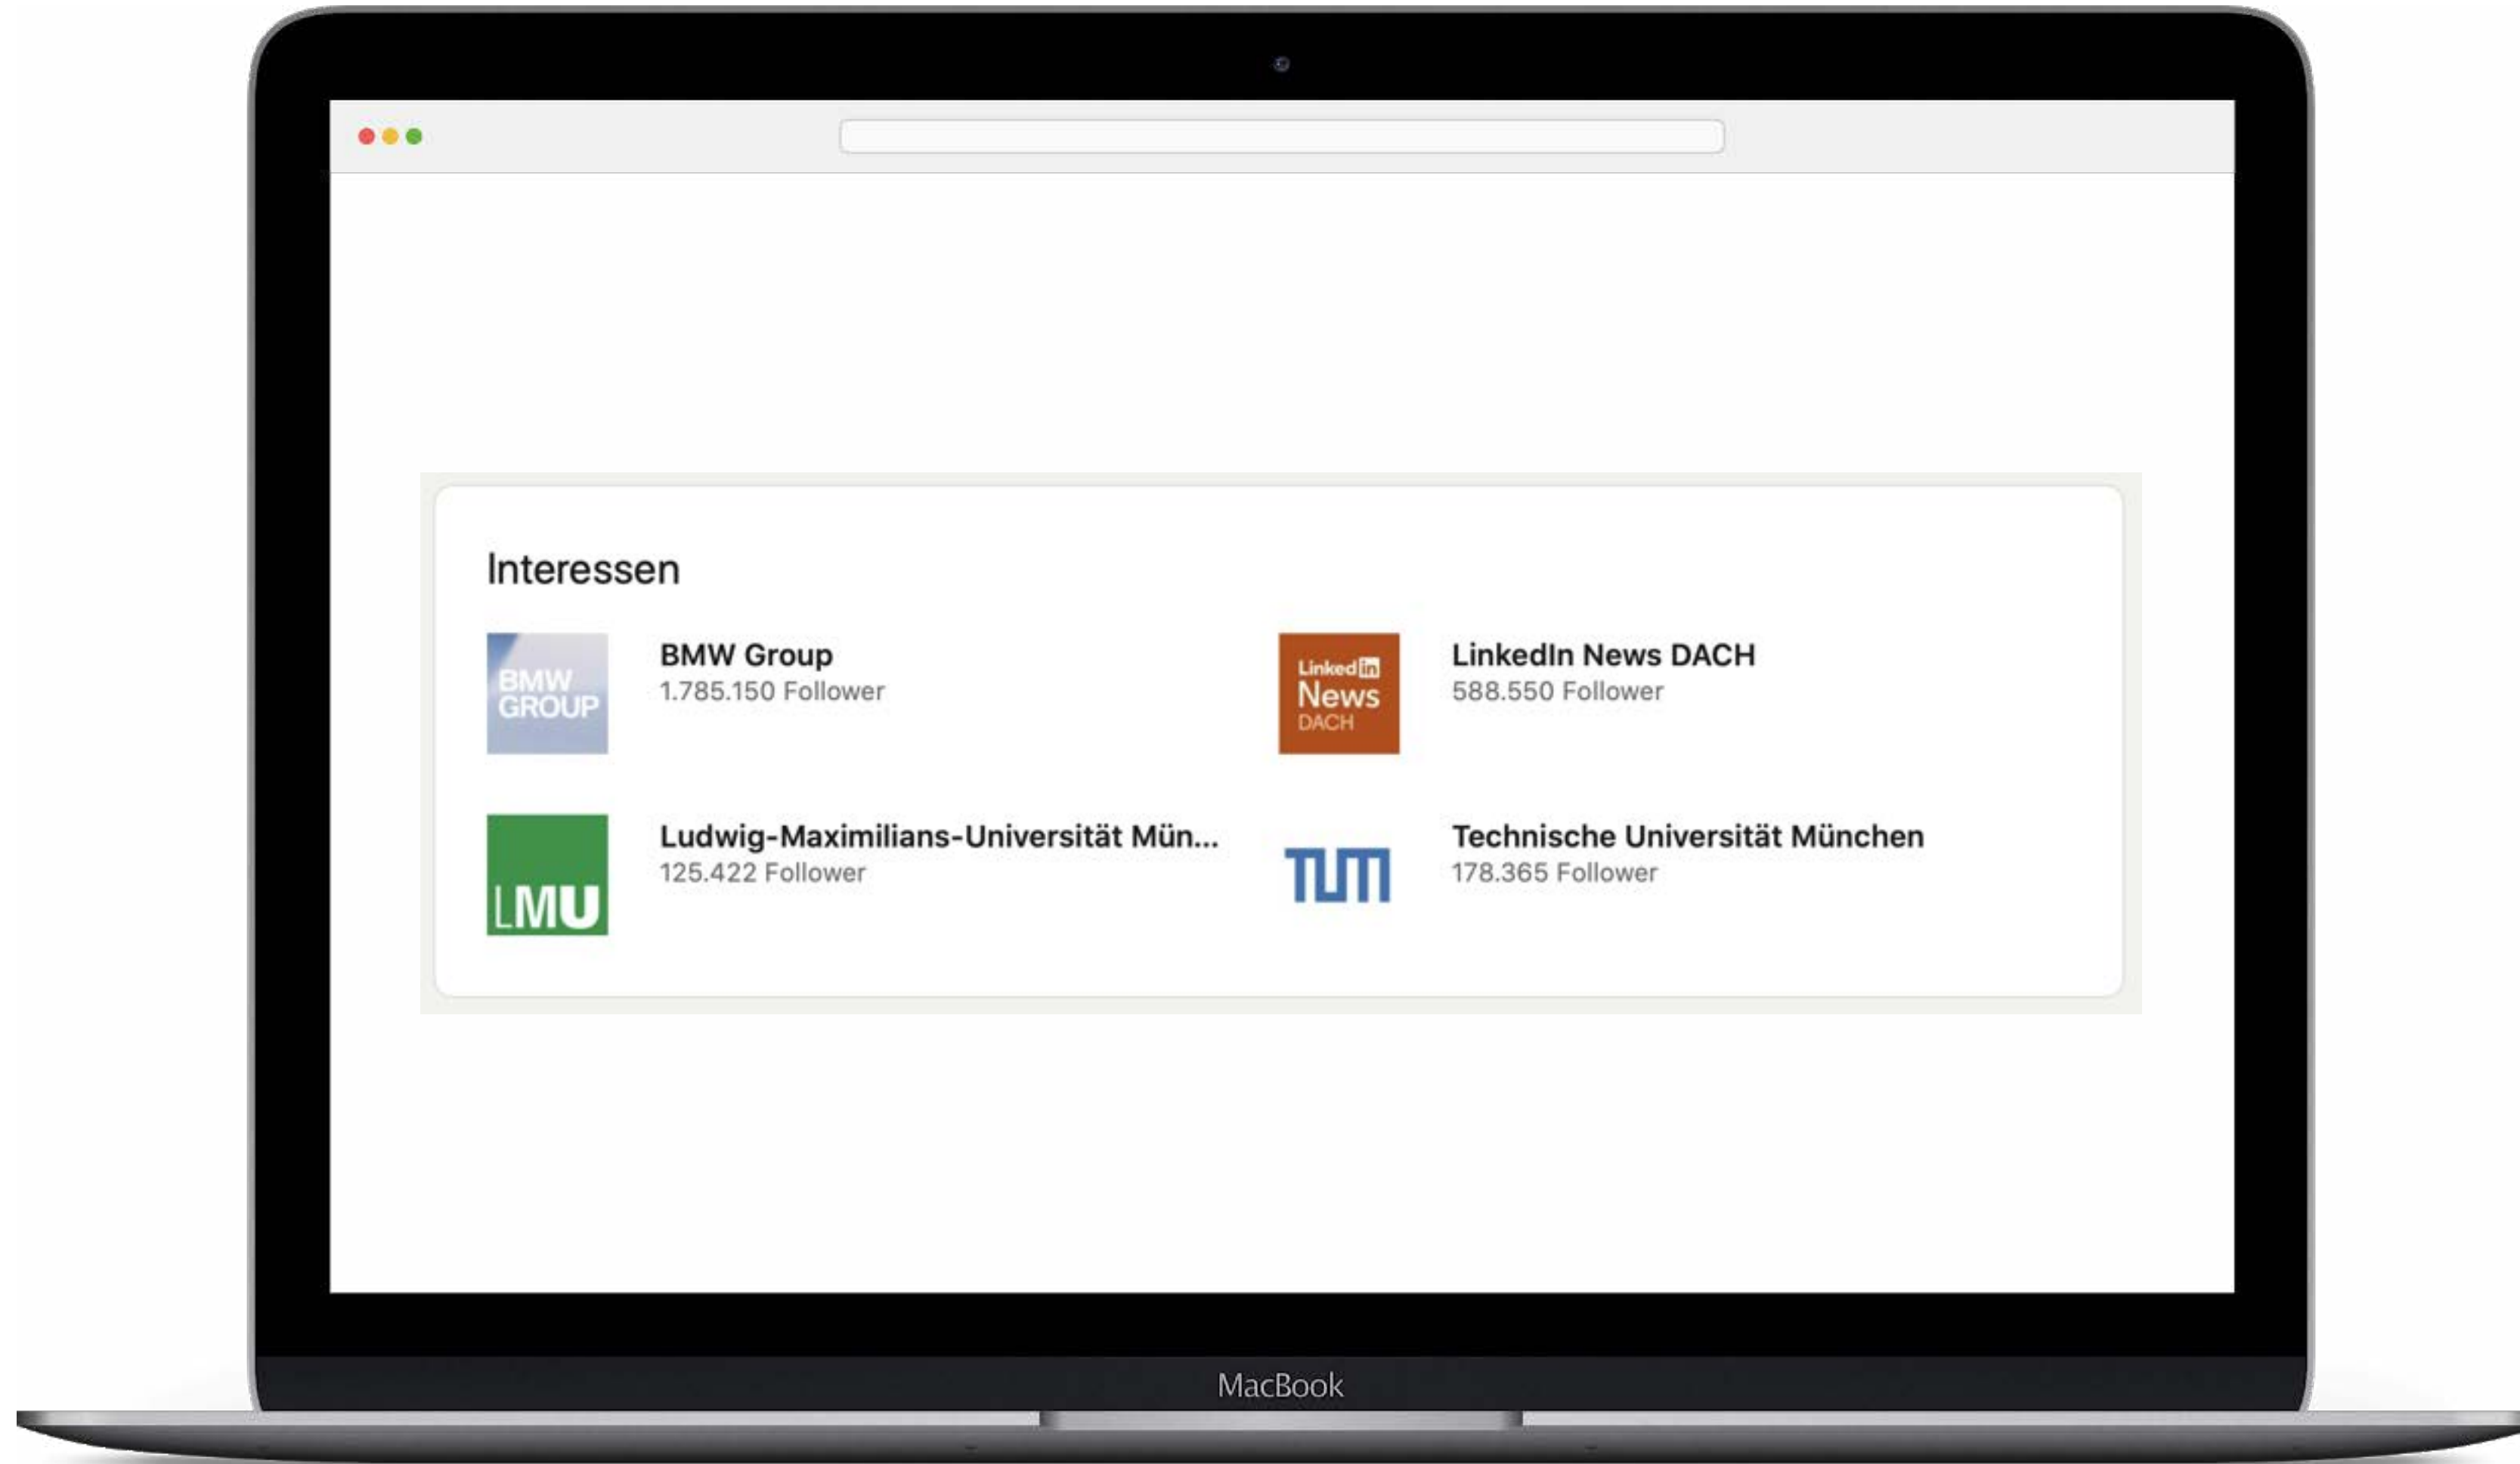 Interessen
BMW
GROUP
BMW Group
1.785.150 Follower
Linked in
News
DACH
LinkedIn News DACH
588.550 Follower
LMU
Ludwig-Maximilians-Universität Mün...
125.422 Follower
TUM
Technische Universität München
178.365 Follower
MacBook